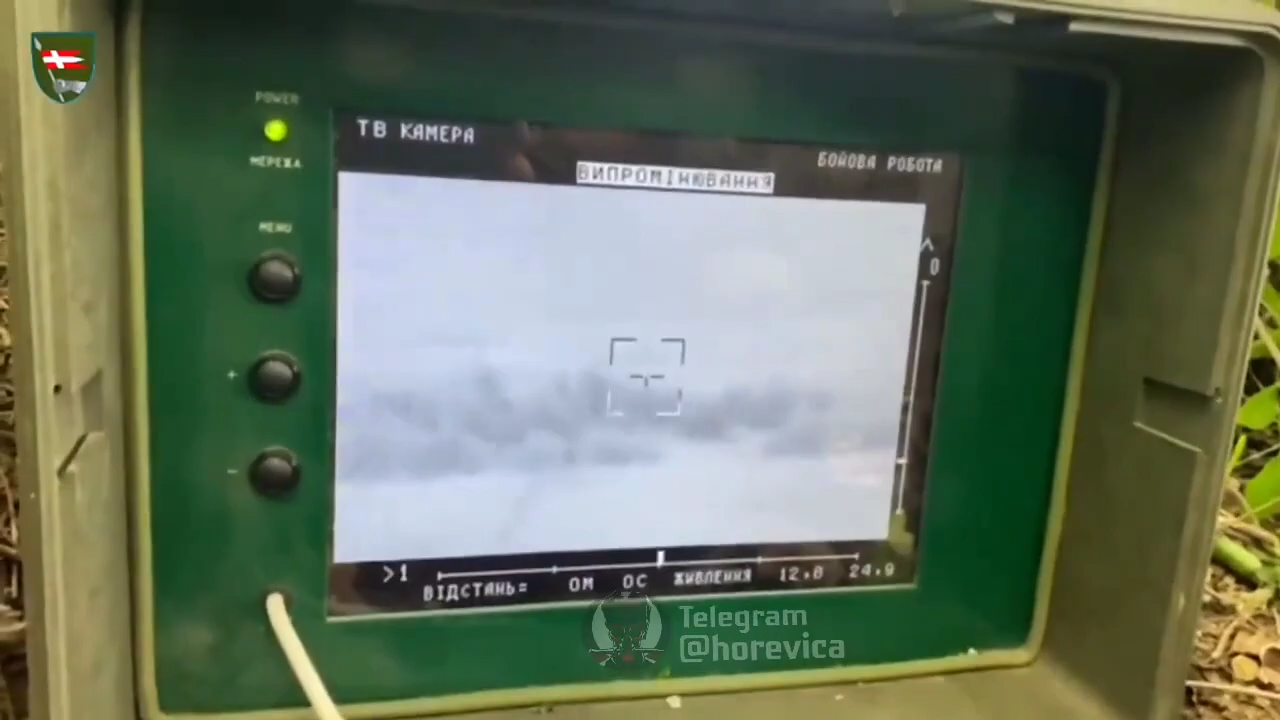 POWER
МЕРЕЖА
MENU
+
-
ТВ КАМЕРА
БОЙОВА РОБОТА
ВИПРОМІНЮВАННЯ
0
>1
ВІДСТАНЬ= 0М 0С ЖИВЛЕННЯ 12.8 24.9
Telegram
@horevica